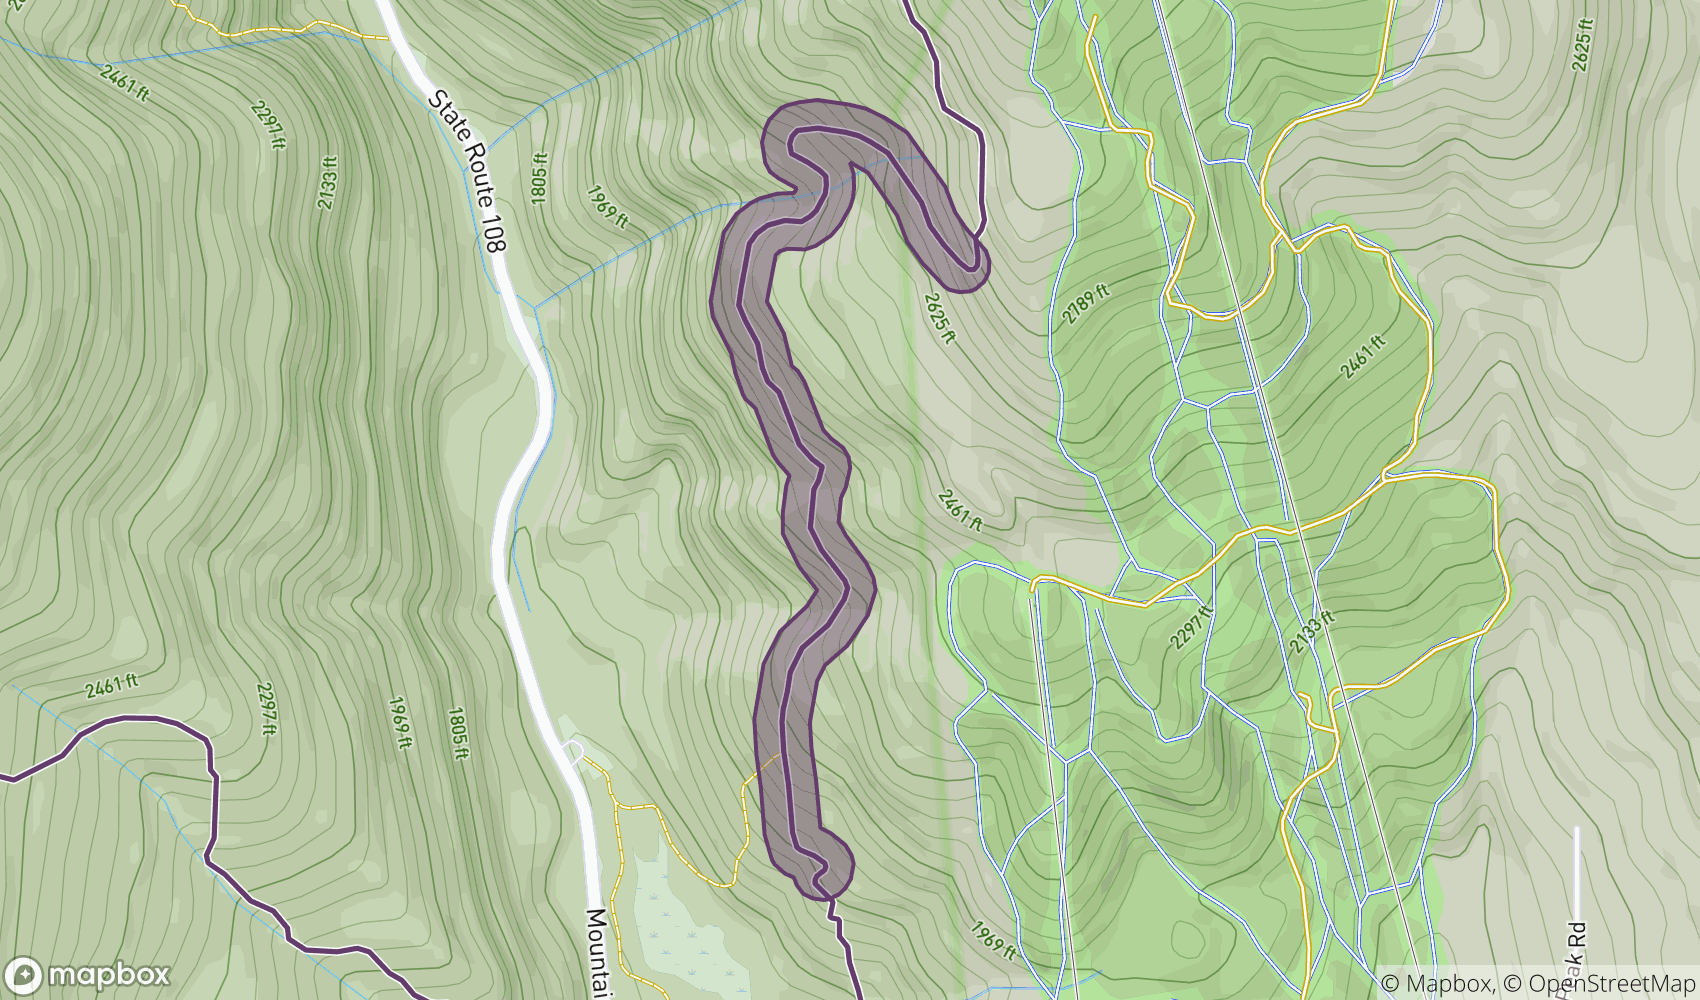 2625 ft
2461 ft
State Route 108
2297 ft
2133 ft
1805 ft
1969 ft
2789 ft
2625 ft
2461 ft
2461 ft
2297 ft
2133 ft
2461 ft
2297 ft
1969 ft
1805 ft
Mountai
1969 ft
Peak Rd
mapbox
© Mapbox, © OpenStreetMap